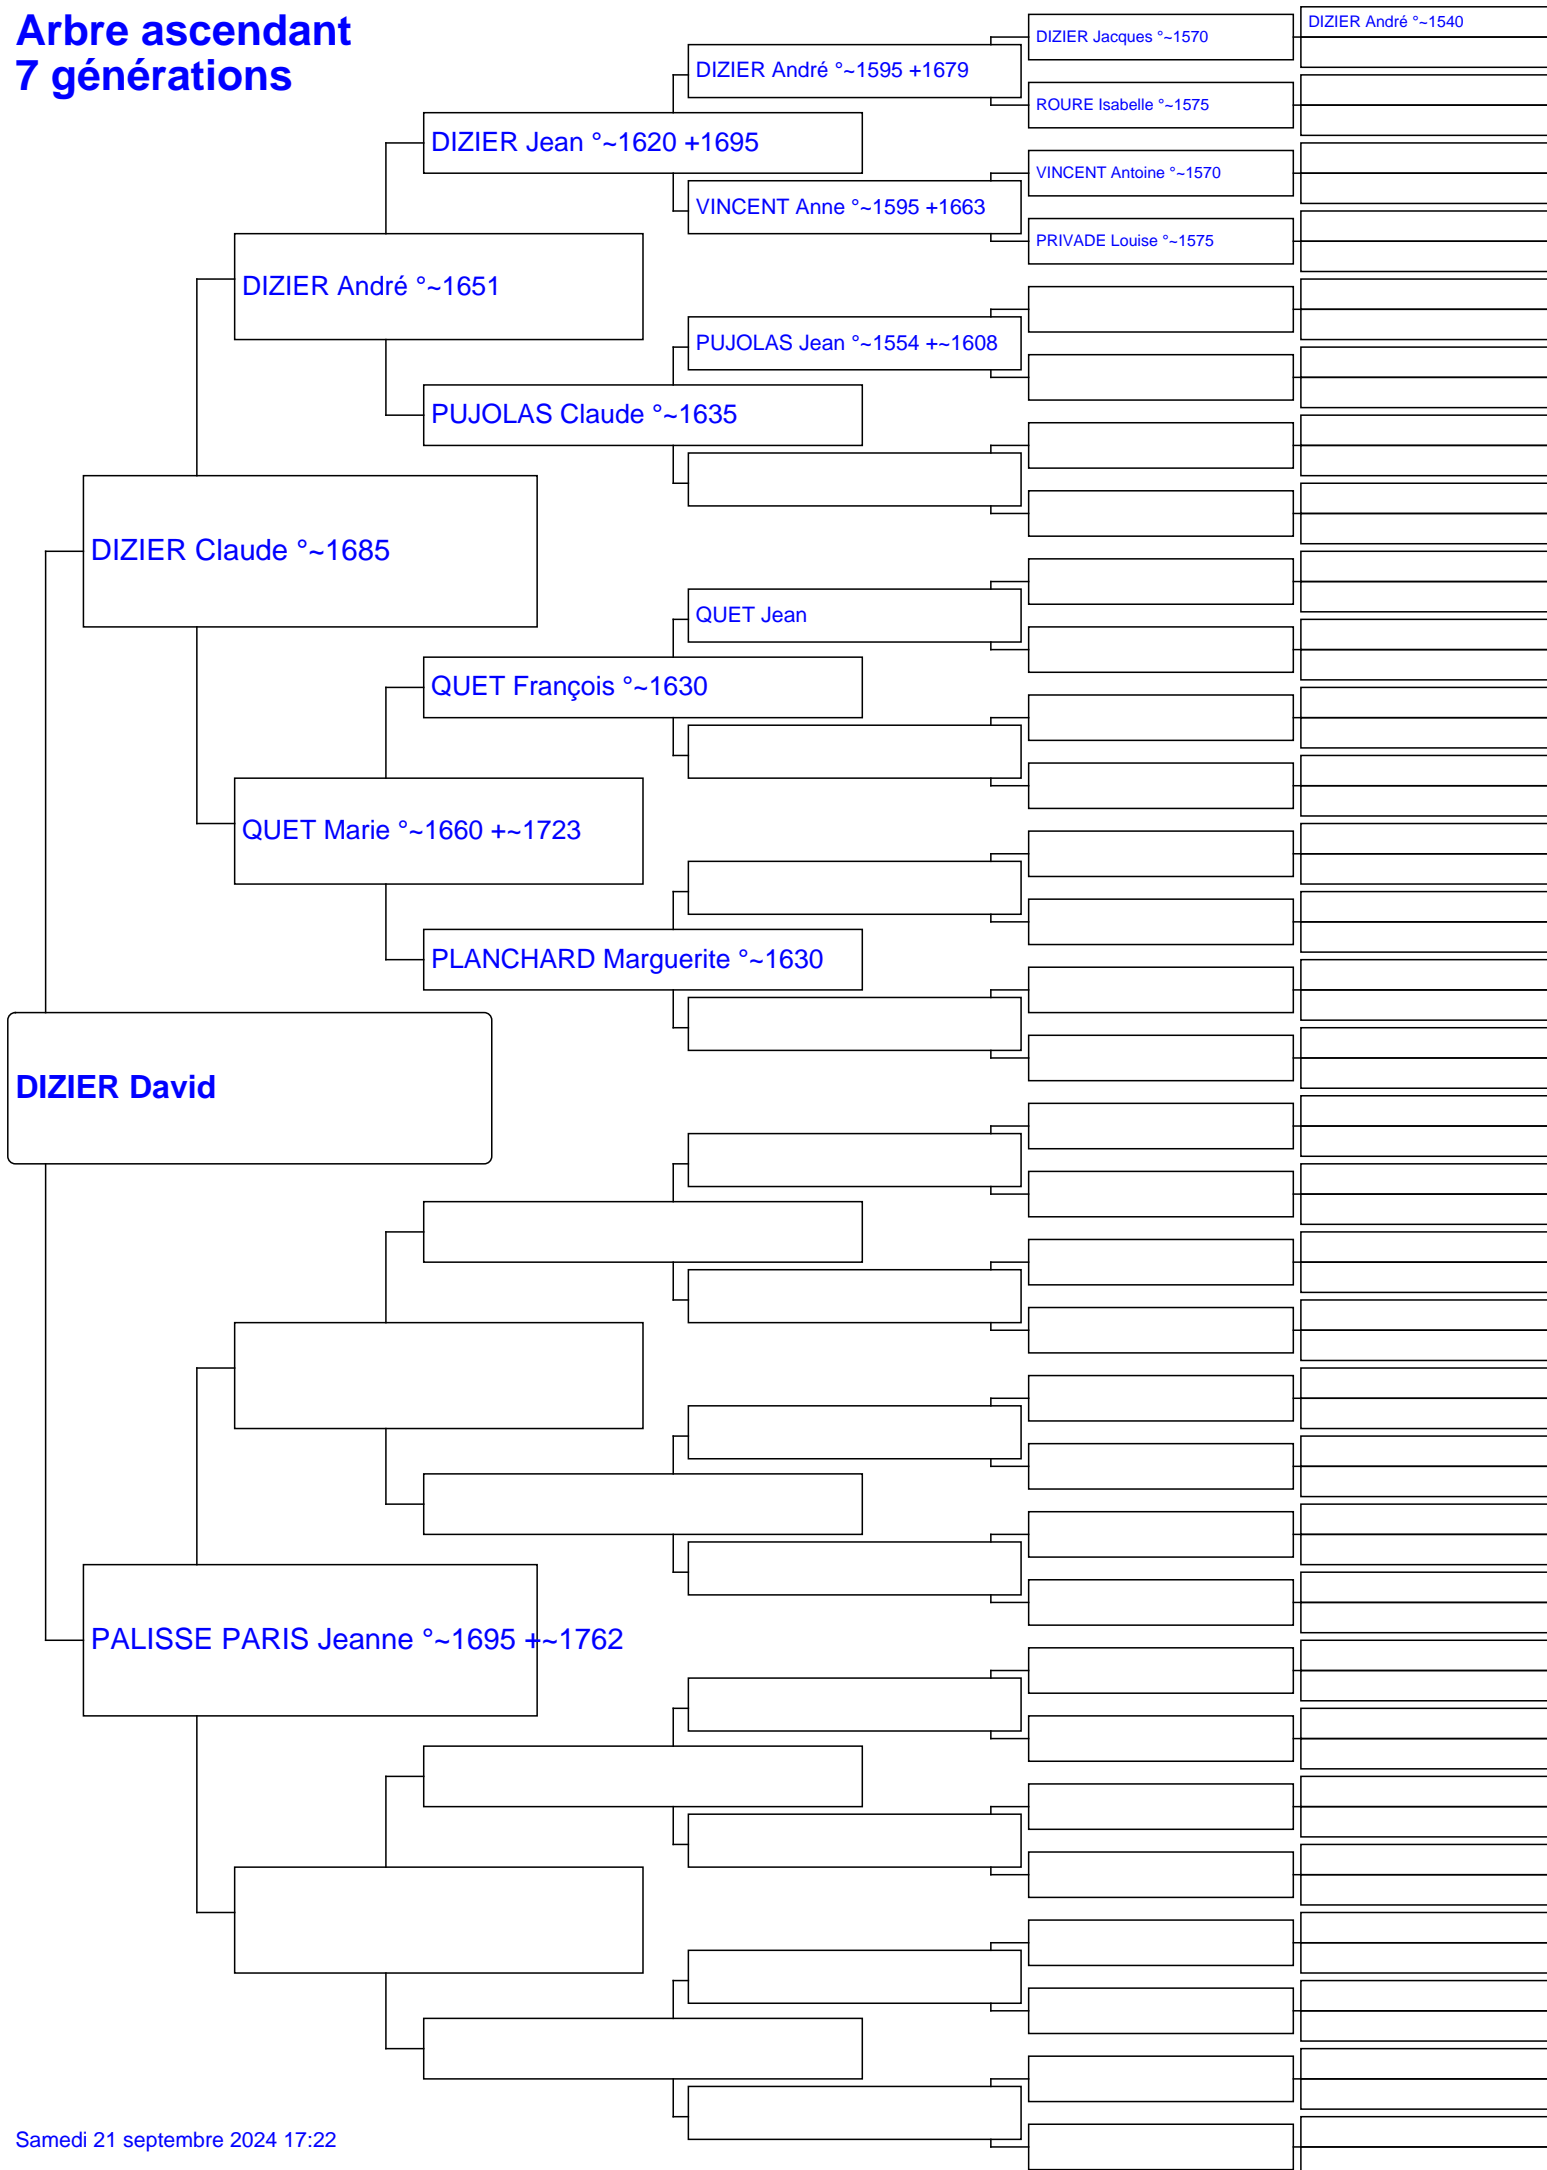 Arbre ascendant
7 générations
DIZIER André °~1540
DIZIER Jacques °~1570
DIZIER André °~1595 +1679
ROURE Isabelle °~1575
DIZIER Jean °~1620 +1695
VINCENT Antoine °~1570
VINCENT Anne °~1595 +1663
PRIVADE Louise °~1575
DIZIER André °~1651
PUJOLAS Jean °~1554 +~1608
PUJOLAS Claude °~1635
DIZIER Claude °~1685
QUET Jean
QUET François °~1630
QUET Marie °~1660 +~1723
PLANCHARD Marguerite °~1630
DIZIER David
PALISSE PARIS Jeanne °~1695 +~1762
Samedi 21 septembre 2024 17:22